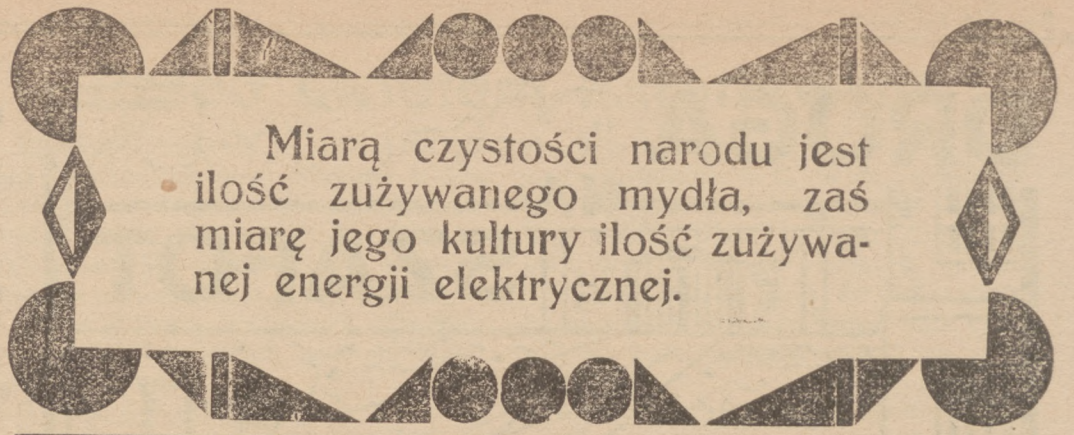 Miarą czystości narodu jest
ilość zużywanego mydła, zaś
miarę jego kultury ilość zużywa-
nej energji elektrycznej.